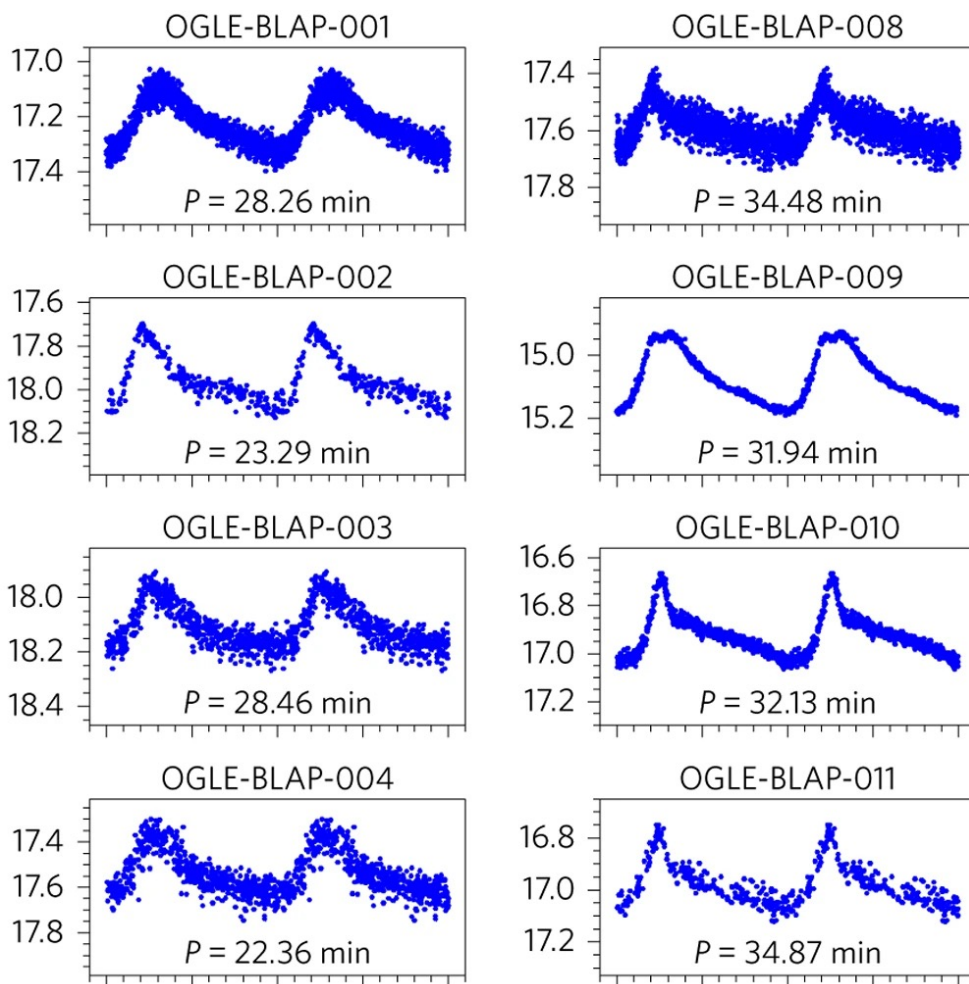 OGLE-BLAP-001
17.0
17.2
17.4
P = 28.26 min
OGLE-BLAP-008
17.4
17.6
17.8
P = 34.48 min
OGLE-BLAP-002
17.6
17.8
18.0
18.2
P = 23.29 min
OGLE-BLAP-009
15.0
15.2
P = 31.94 min
OGLE-BLAP-003
18.0
18.2
18.4
P = 28.46 min
OGLE-BLAP-010
16.6
16.8
17.0
17.2
P = 32.13 min
OGLE-BLAP-004
17.4
17.6
17.8
P = 22.36 min
OGLE-BLAP-011
16.8
17.0
17.2
P = 34.87 min